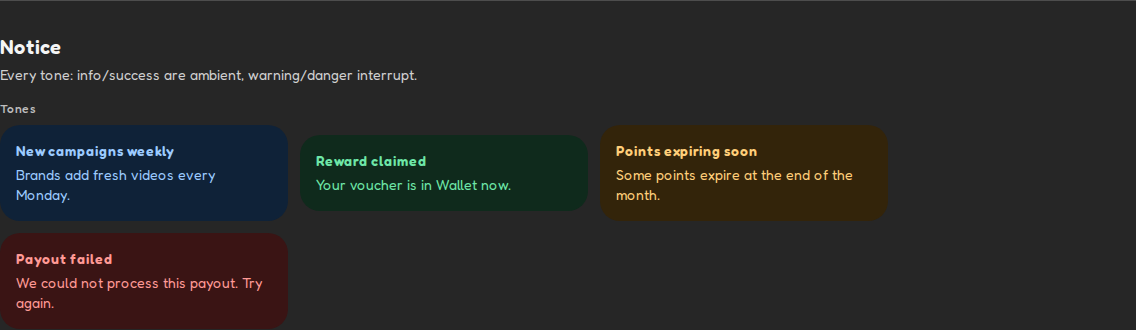 Notice
Every tone: info/success are ambient, warning/danger interrupt.
Tones
New campaigns weekly
Brands add fresh videos every
Monday.
Reward claimed
Your voucher is in Wallet now.
Points expiring soon
Some points expire at the end of the
month.
Payout failed
We could not process this payout. Try
again.